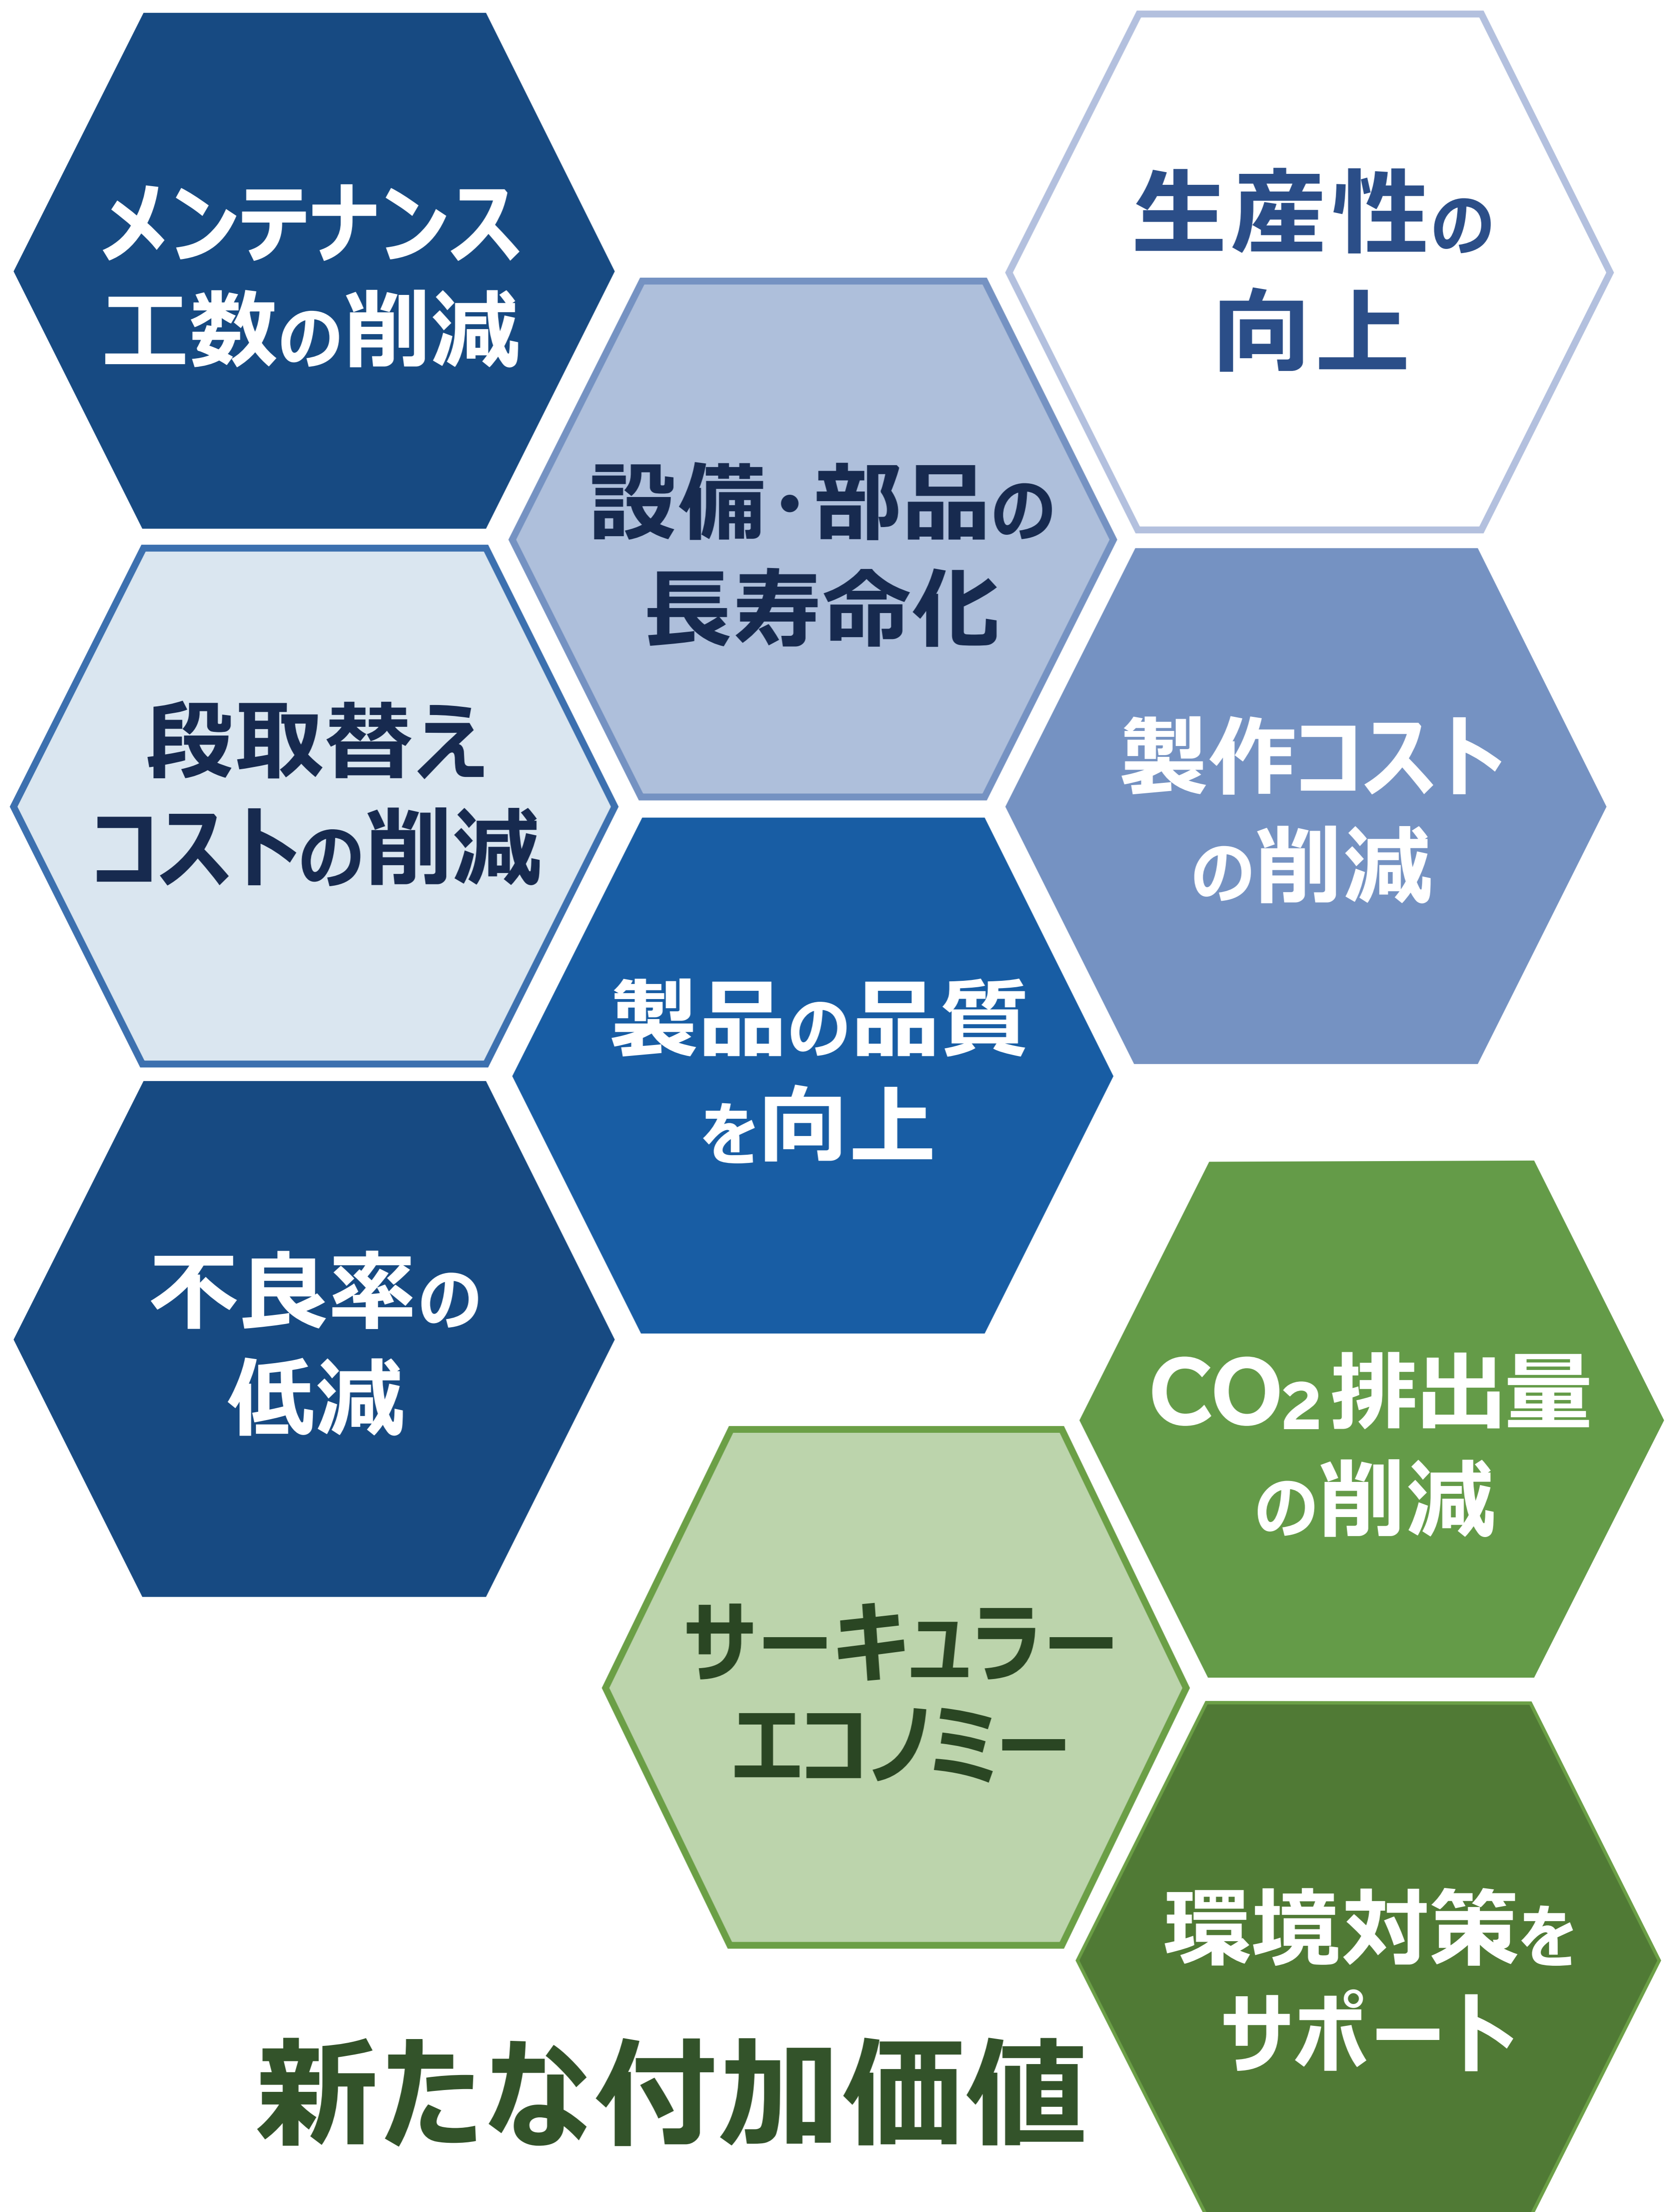 メンテナンス
工数の削減
生産性の
向上
設備・部品の
長寿命化
段取替え
コストの削減
製作コスト
の削減
製品の品質
を向上
不良率の
低減
CO₂排出量
の削減
サーキュラー
エコノミー
環境対策を
サポート
新たな付加価値